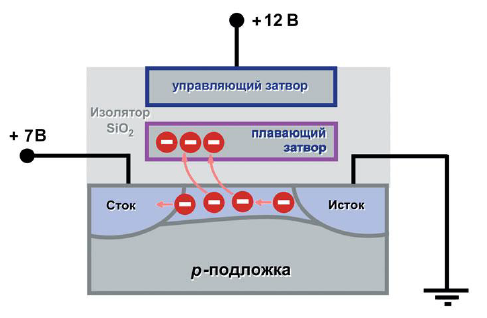 +12 В
управляющий затвор
Изолятор
SiO₂
плавающий
затвор
+ 7В
Сток
Исток
p-подложка